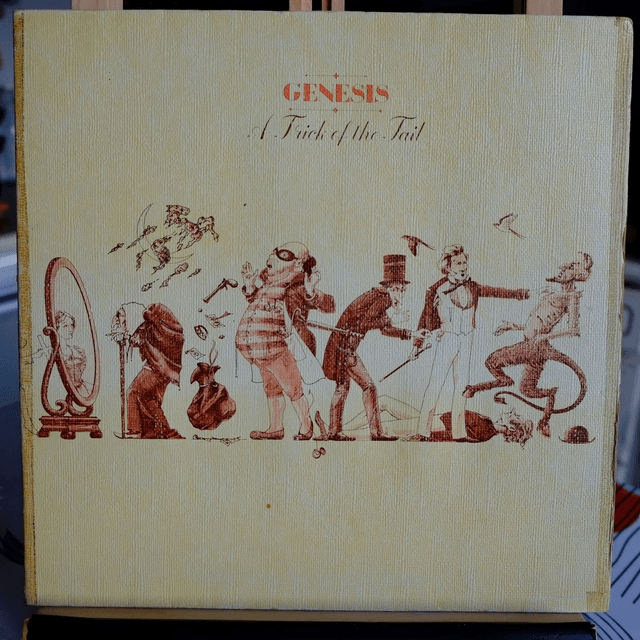 GENESIS
A Trick of the Tail